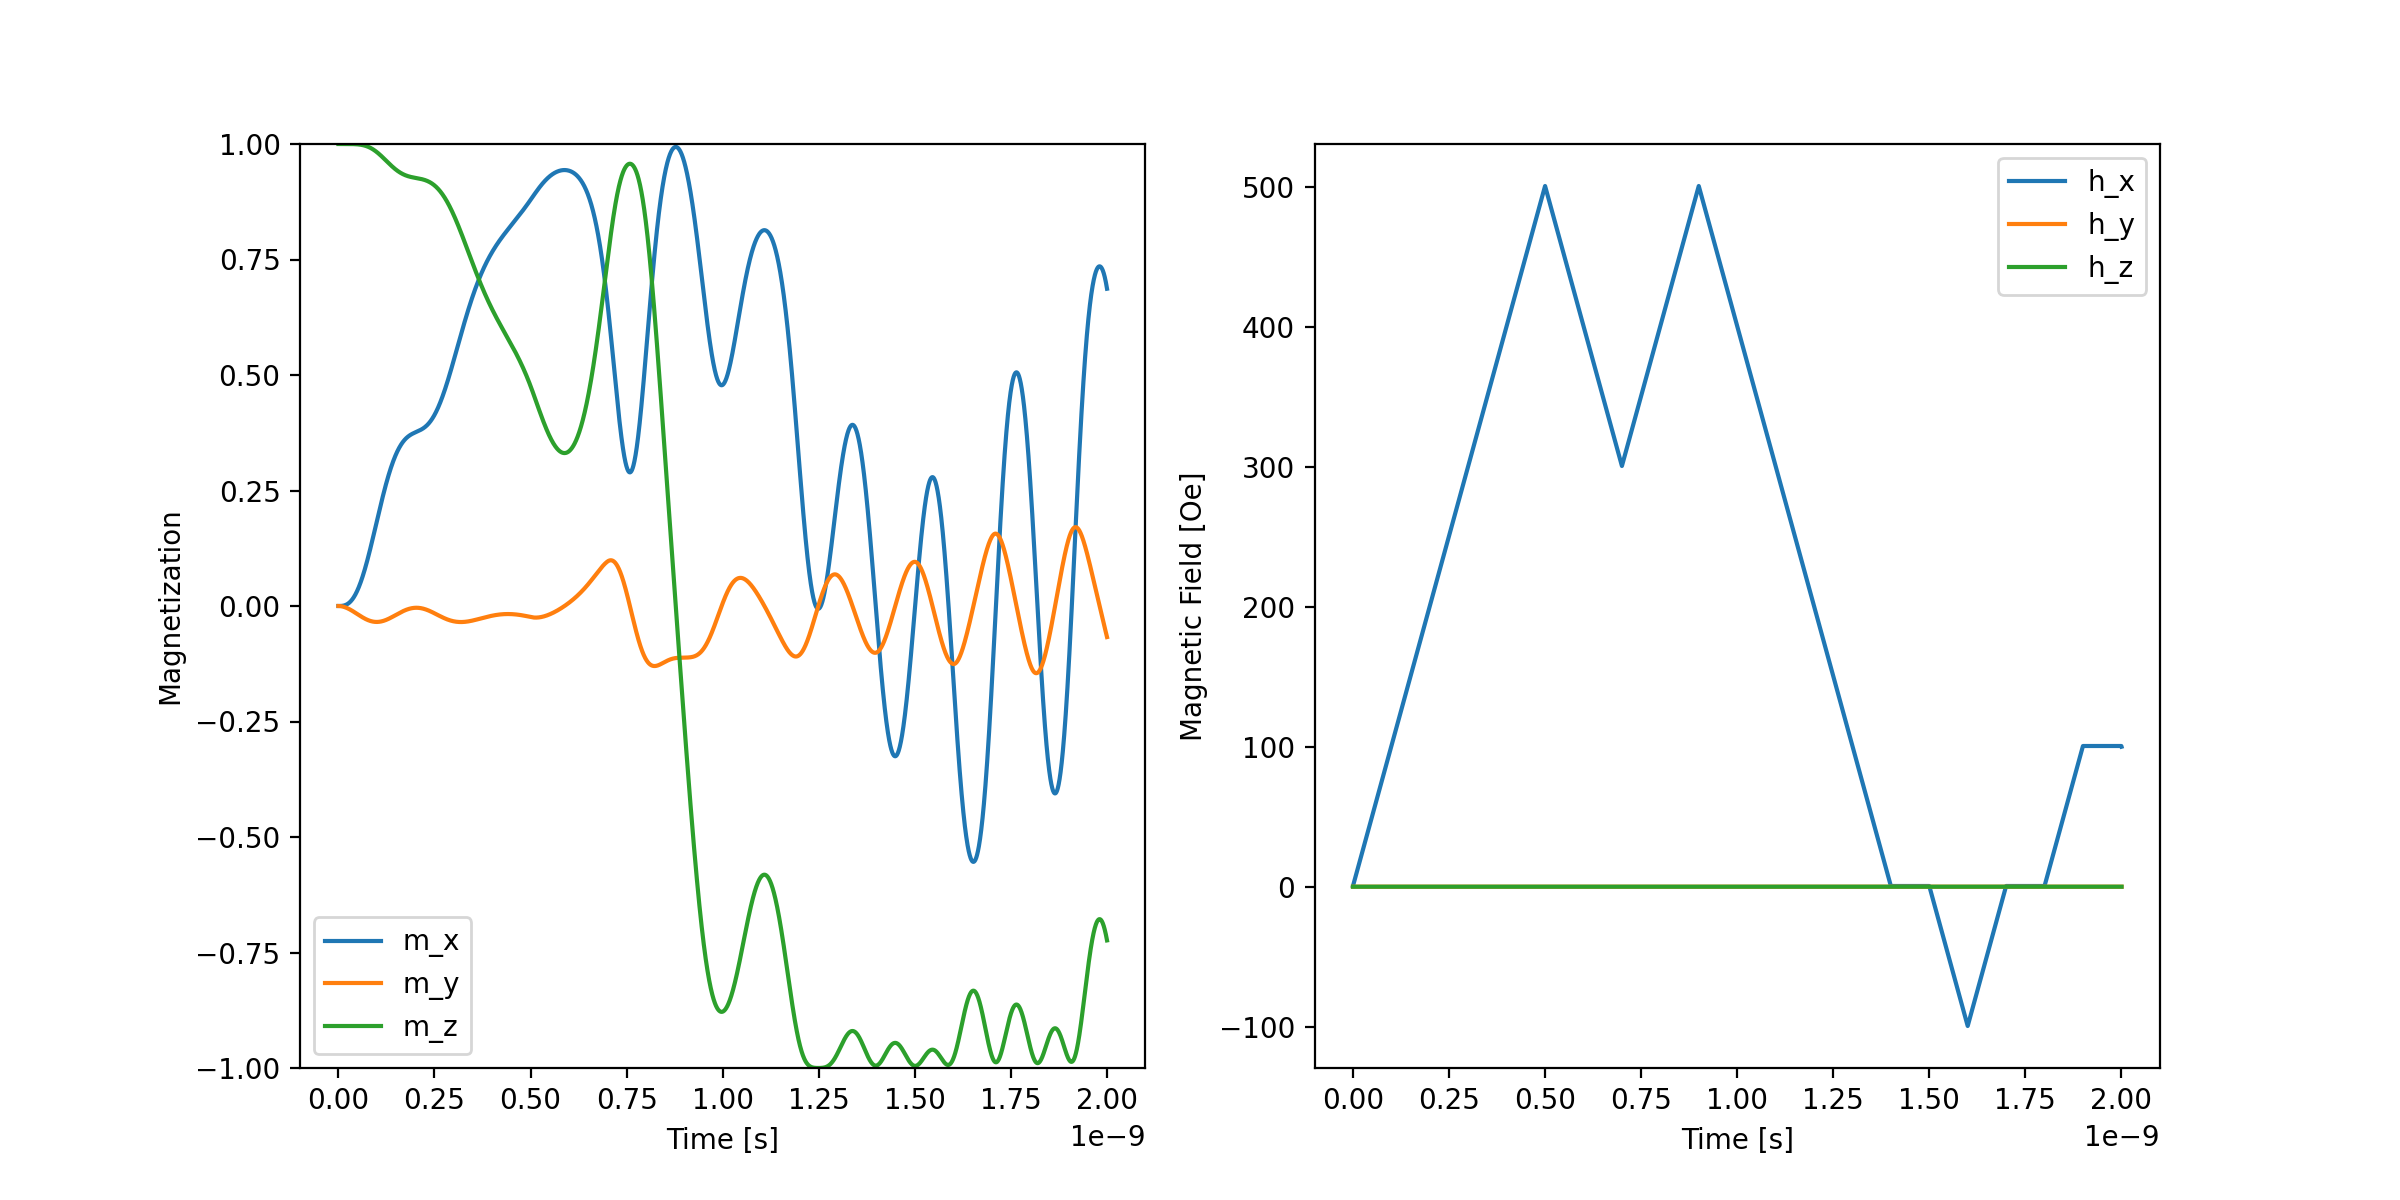 Magnetization
1.00
0.75
0.50
0.25
0.00
−0.25
−0.50
−0.75
−1.00
m_x
m_y
m_z
0.00 0.25 0.50 0.75 1.00 1.25 1.50 1.75 2.00
Time [s]
1e−9
Magnetic Field [Oe]
500
400
300
200
100
0
−100
h_x
h_y
h_z
0.00 0.25 0.50 0.75 1.00 1.25 1.50 1.75 2.00
Time [s]
1e−9